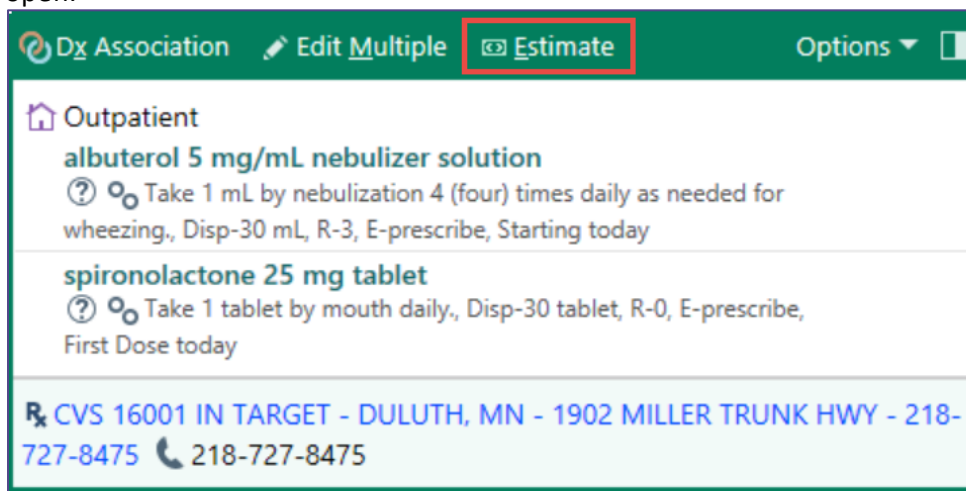 open.
Dx Association Edit Multiple Estimate Options
Outpatient
albuterol 5 mg/mL nebulizer solution
Take 1 mL by nebulization 4 (four) times daily as needed for
wheezing., Disp-30 mL, R-3, E-prescribe, Starting today
spironolactone 25 mg tablet
Take 1 tablet by mouth daily., Disp-30 tablet, R-0, E-prescribe,
First Dose today
Rx CVS 16001 IN TARGET - DULUTH, MN - 1902 MILLER TRUNK HWY - 218-
727-8475 218-727-8475